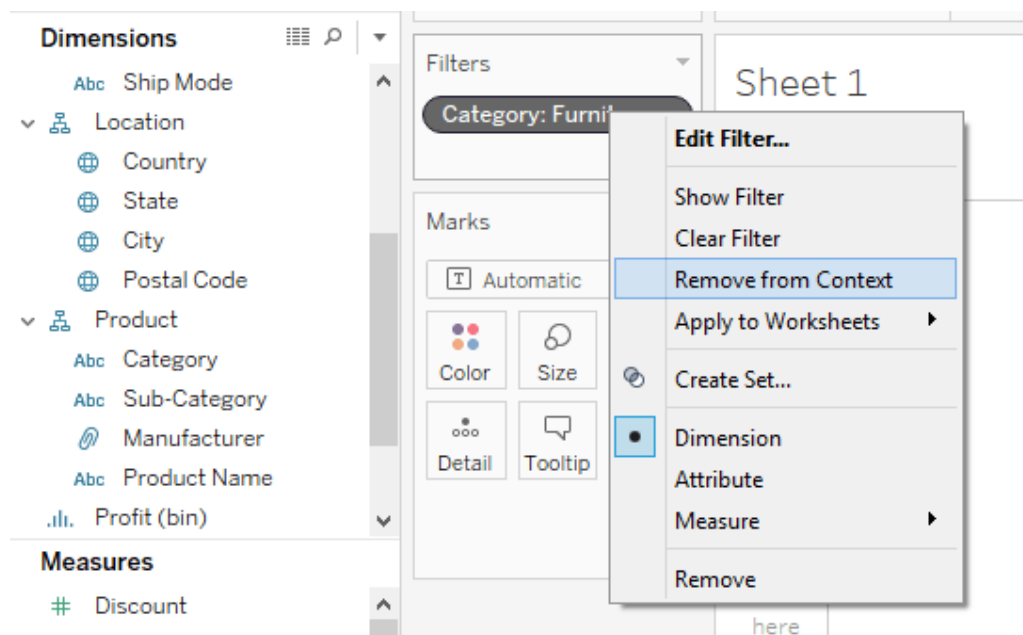 Dimensions
Abc Ship Mode
Location
Country
State
City
Postal Code
Product
Abc Category
Abc Sub-Category
Manufacturer
Abc Product Name
Profit (bin)
Measures
# Discount
Filters
Category: Furni
Marks
T Automatic
Color Size
Detail Tooltip
Sheet 1
Edit Filter...
Show Filter
Clear Filter
Remove from Context
Apply to Worksheets
Create Set...
Dimension
Attribute
Measure
Remove
here